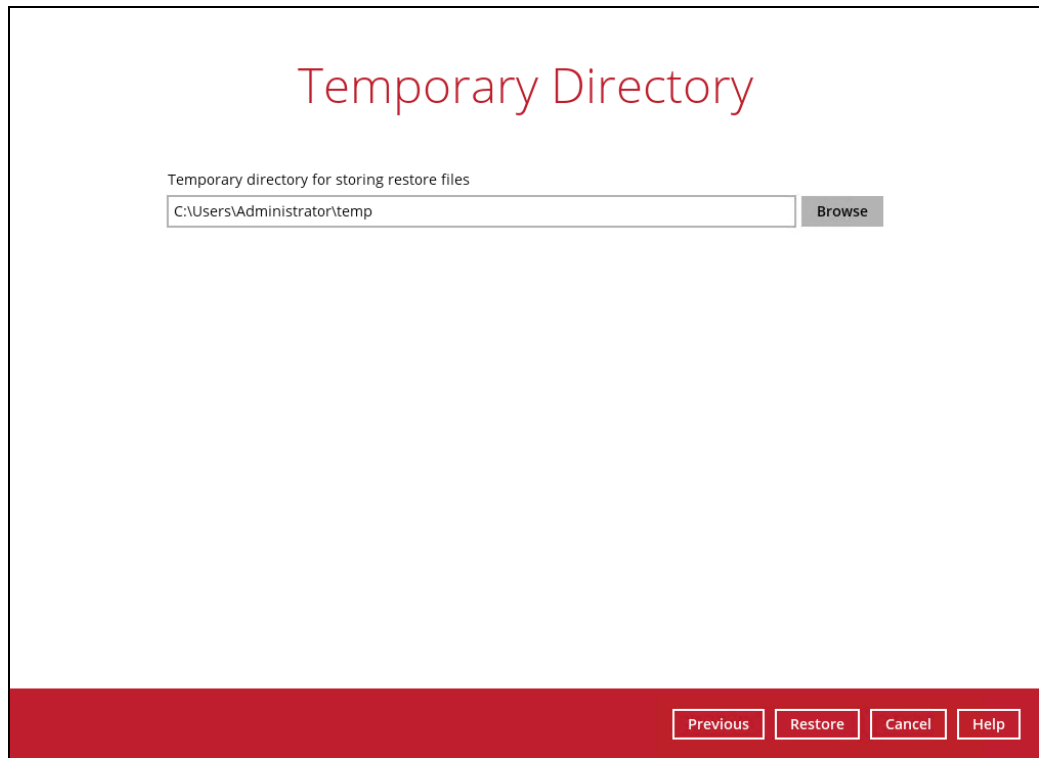 Temporary Directory
Temporary directory for storing restore files
C:\Users\Administrator\temp Browse
Previous Restore Cancel Help